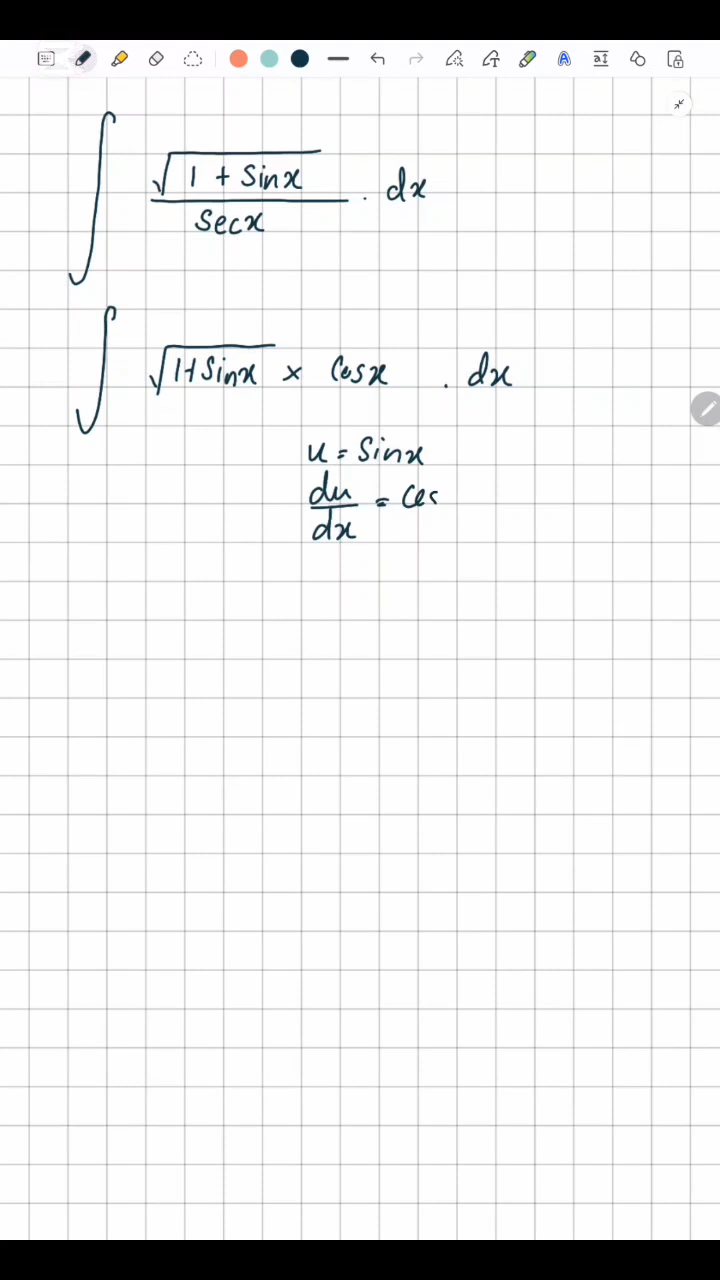 ∫ √(1 + sinx) / secx . dx
∫ √(1+sinx) × cosx . dx
u = sinx
du/dx = cos